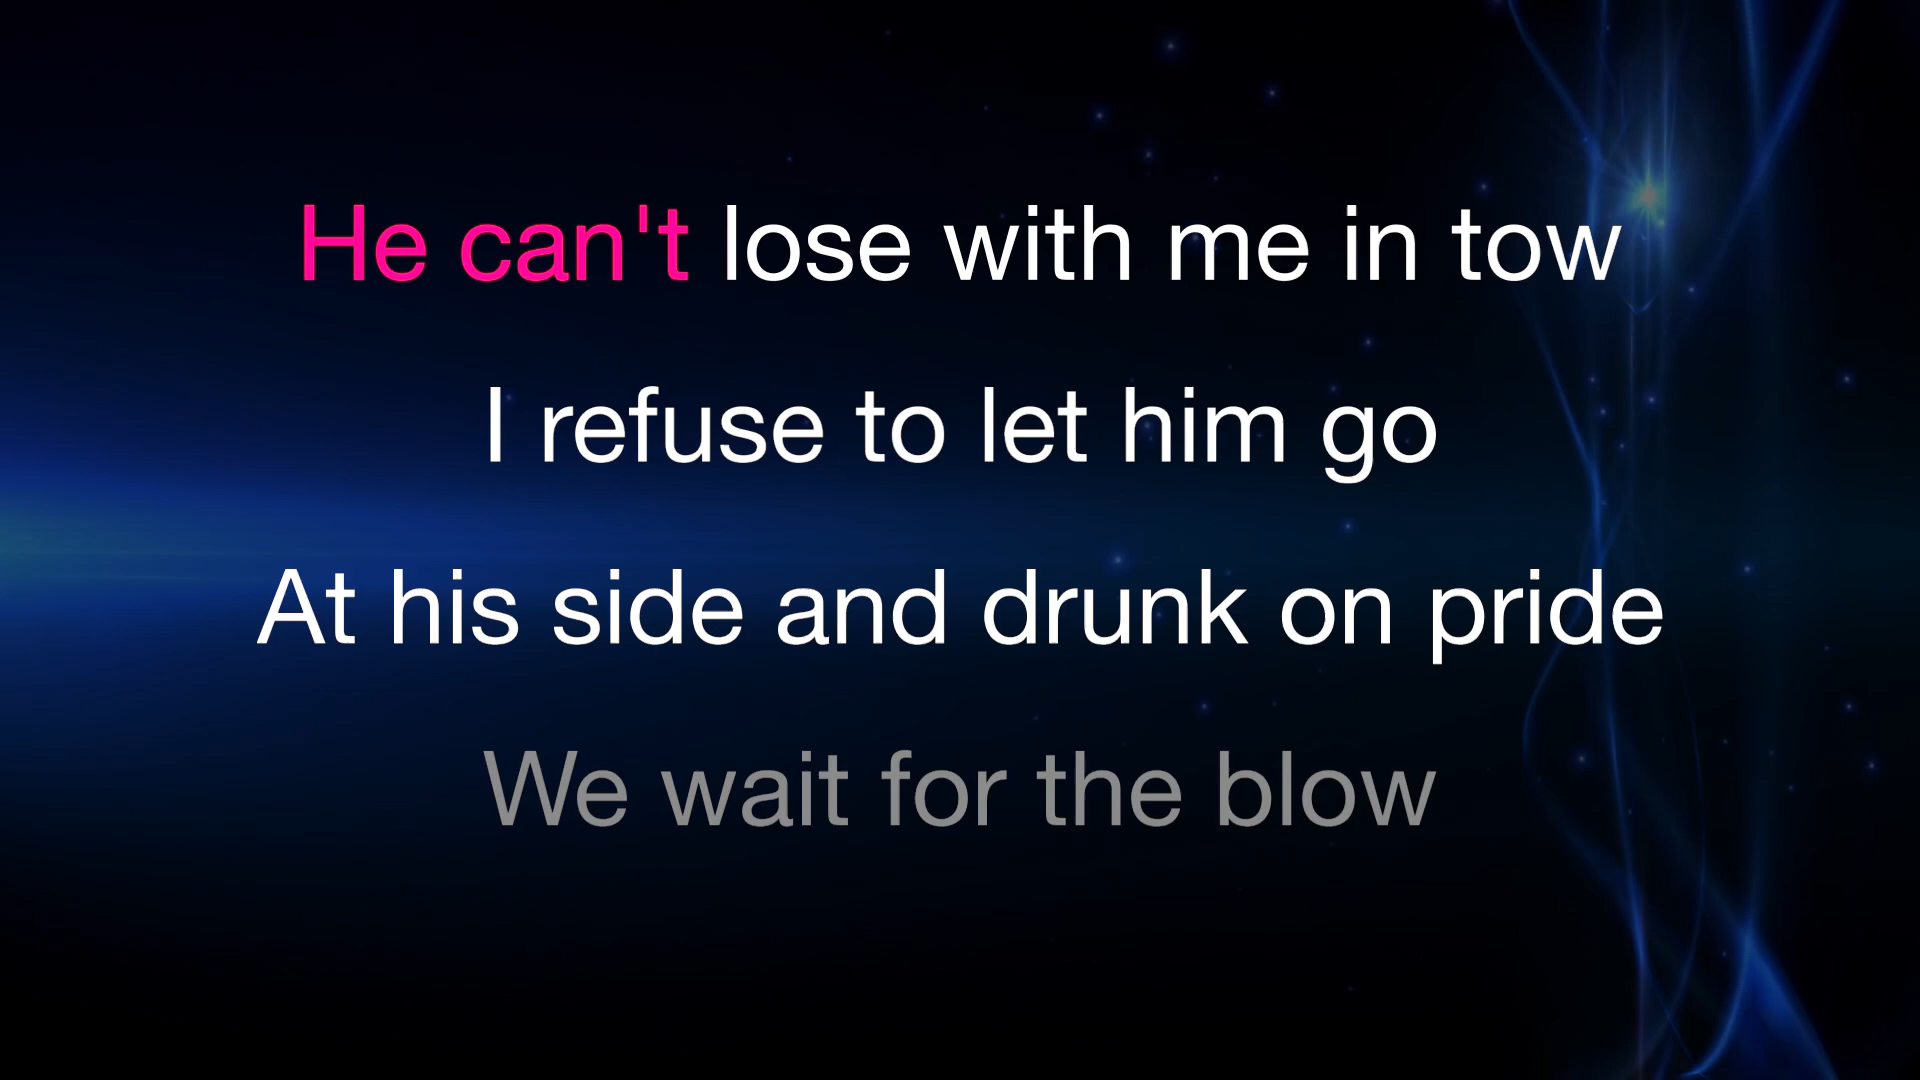 He can't lose with me in tow
I refuse to let him go
At his side and drunk on pride
We wait for the blow